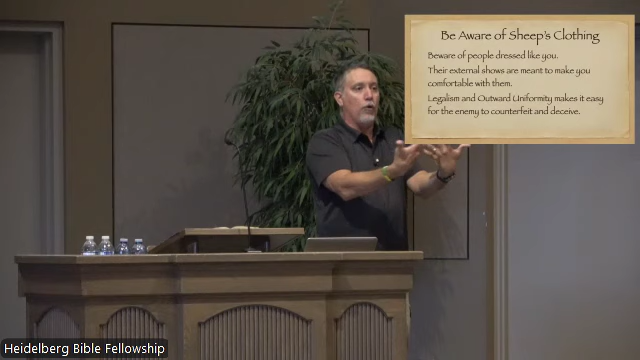 Be Aware of Sheep's Clothing
Beware of people dressed like you.
Their external shows are meant to make you
comfortable with them.
Legalism and Outward Uniformity makes it easy
for the enemy to counterfeit and deceive.
Heidelberg Bible Fellowship